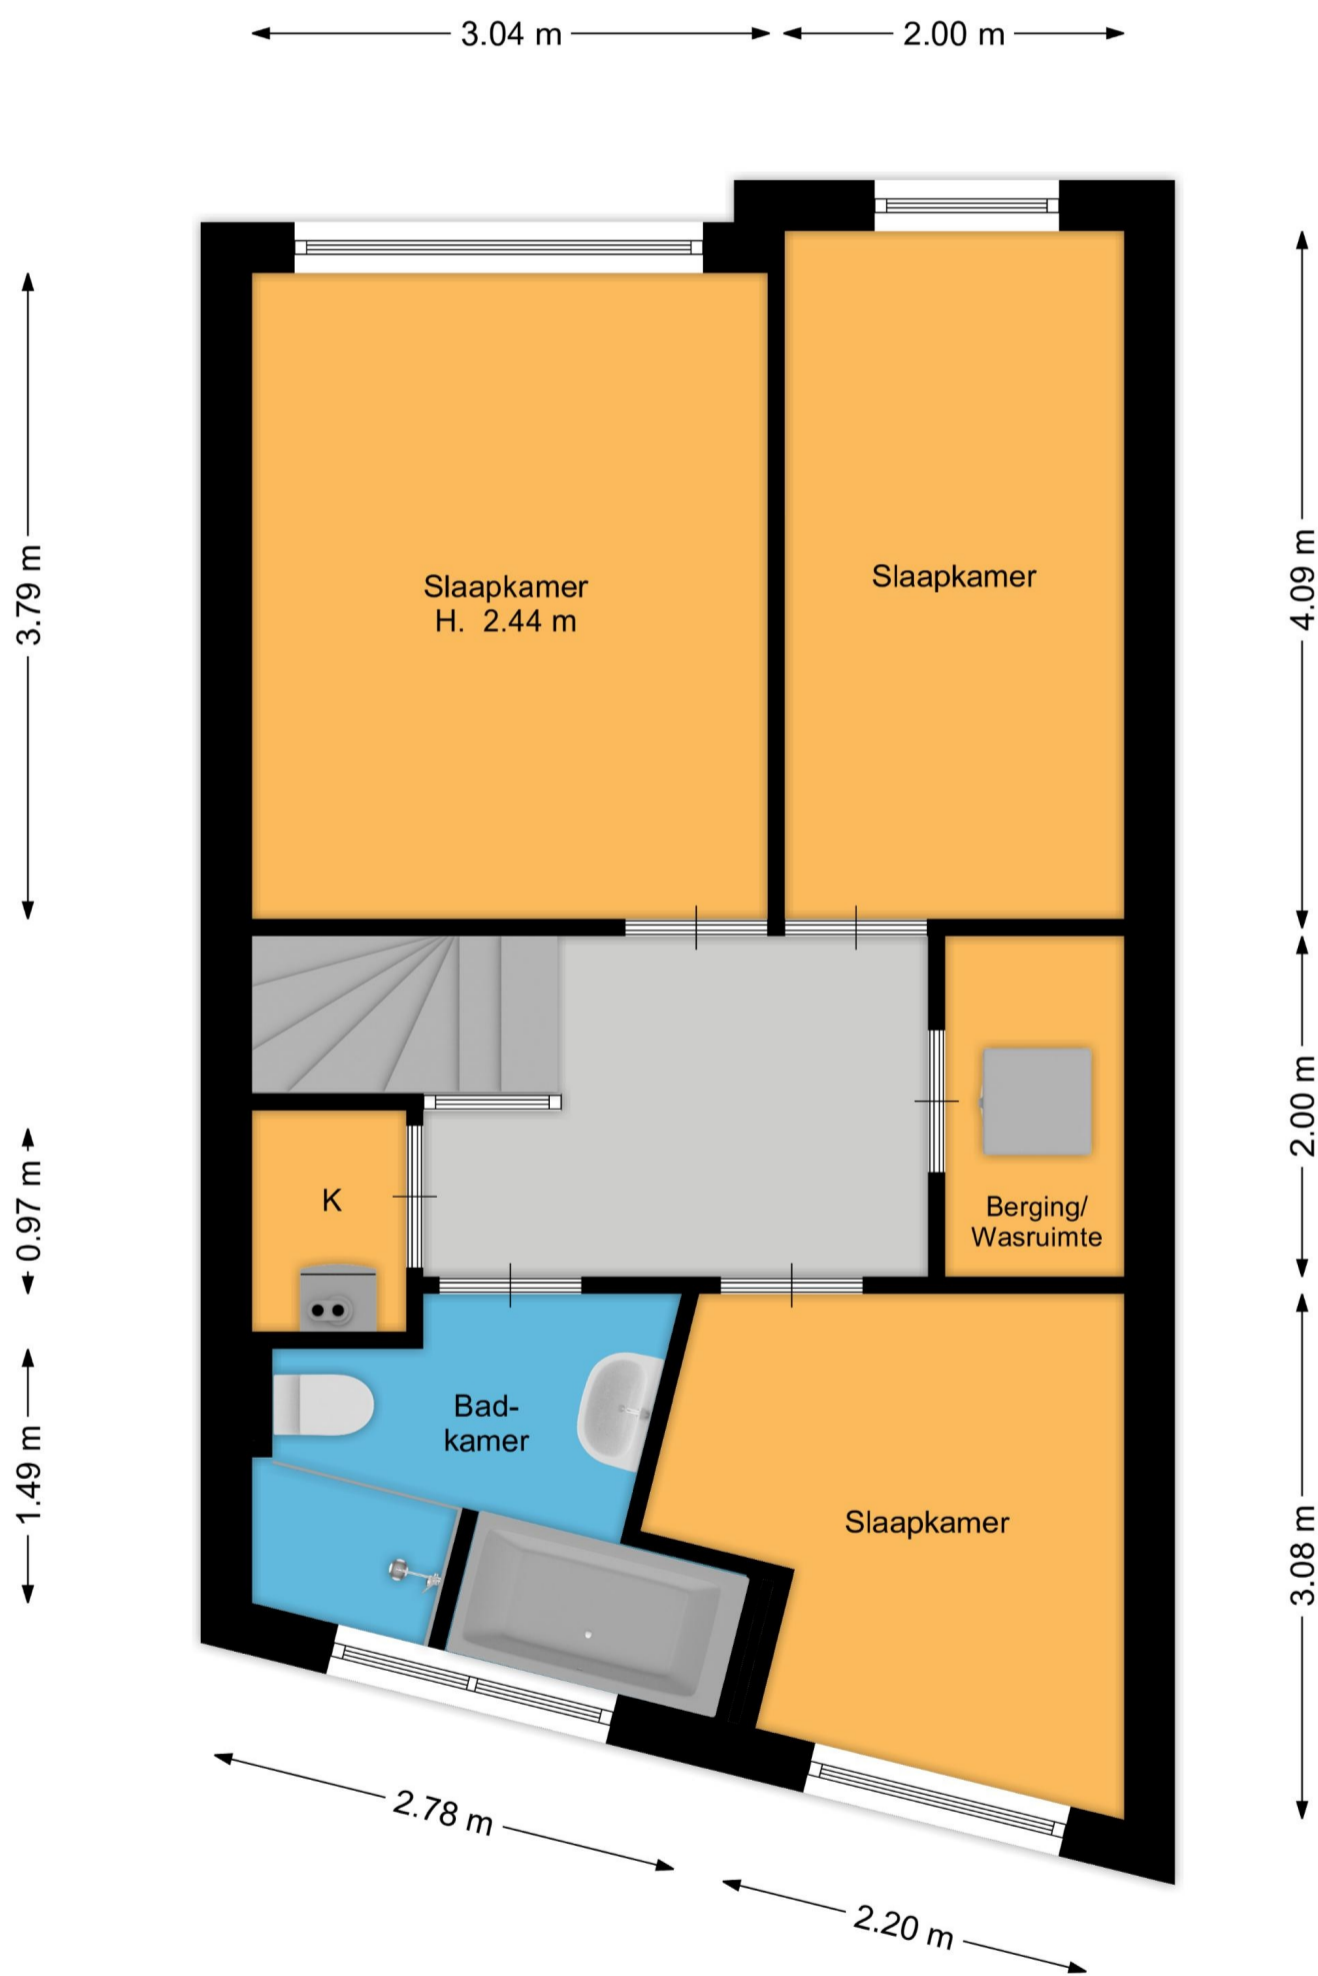 3.04 m
2.00 m
3.79 m
4.09 m
Slaapkamer
H. 2.44 m
Slaapkamer
2.00 m
0.97 m
K
Berging/
Wasruimte
1.49 m
Bad-
kamer
Slaapkamer
3.08 m
2.78 m
2.20 m